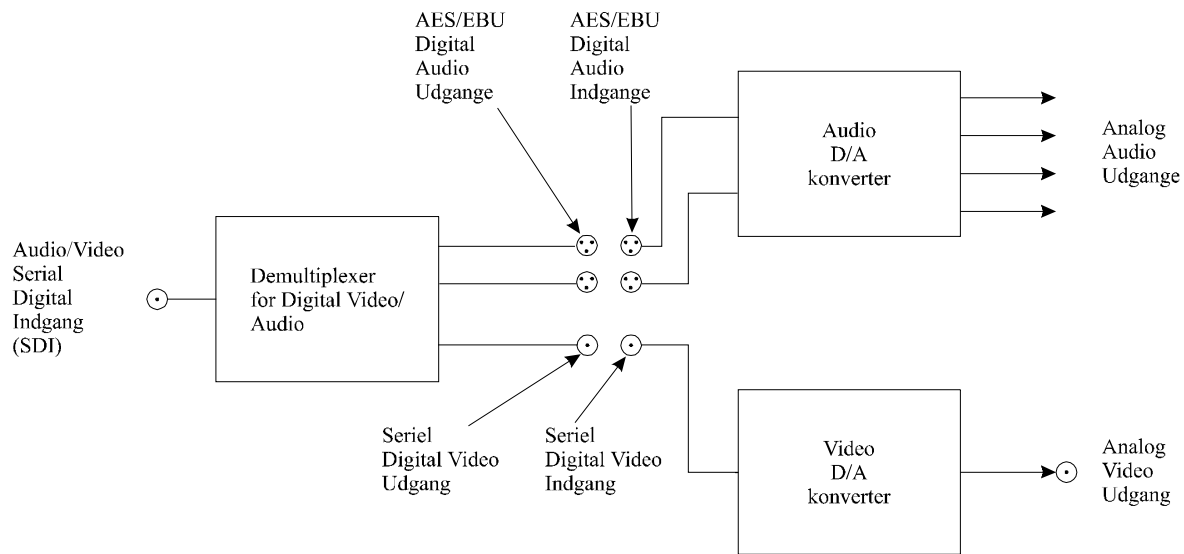 AES/EBU
Digital
Audio
Udgange
AES/EBU
Digital
Audio
Indgange
Audio
D/A
konverter
Analog
Audio
Udgange
Audio/Video
Serial
Digital
Indgang
(SDI)
Demultiplexer
for Digital Video/
Audio
Seriel
Digital Video
Udgang
Seriel
Digital Video
Indgang
Video
D/A
konverter
Analog
Video
Udgang